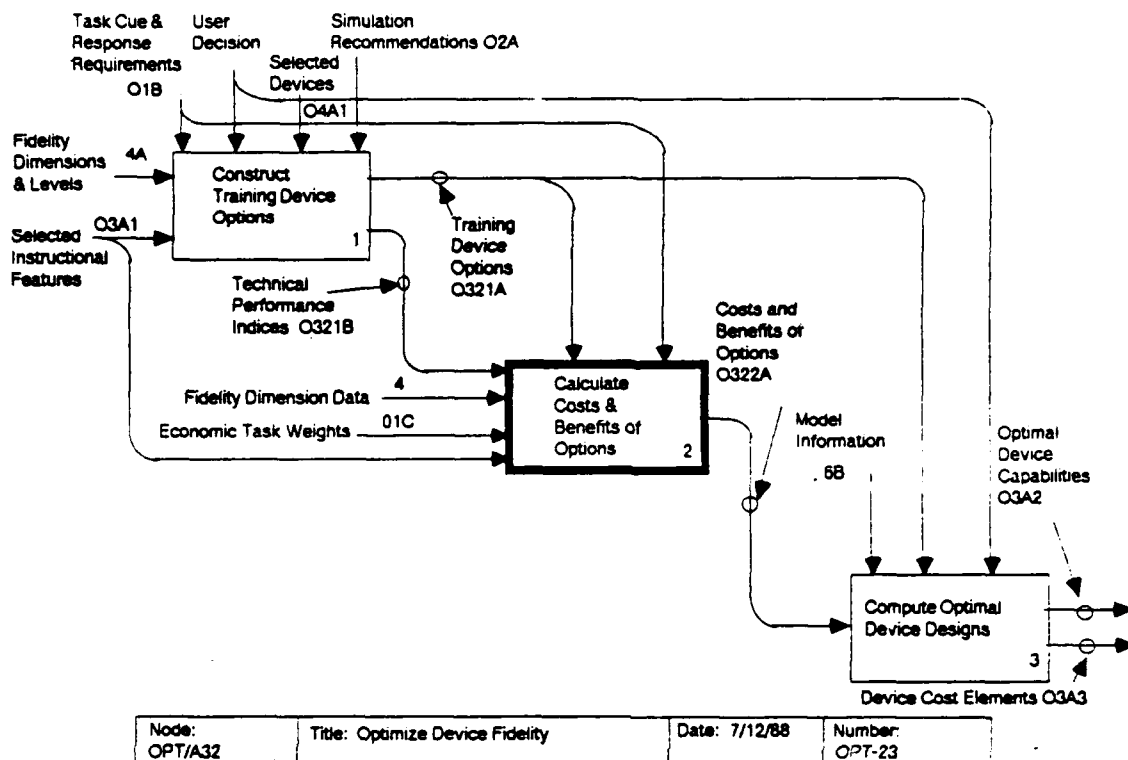 Task Cue &
Response
Requirements
O1B
User
Decision
Selected
Devices
O4A1
Simulation
Recommendations O2A
Fidelity
Dimensions
& Levels
4A
Selected
Instructional
Features
O3A1
Construct
Training Device
Options
1
Training
Device
Options
O321A
Technical
Performance
Indices O321B
Fidelity Dimension Data
4
Economic Task Weights
01C
Calculate
Costs &
Benefits of
Options
2
Costs and
Benefits of
Options
O322A
Model
Information
6B
Optimal
Device
Capabilities
O3A2
Compute Optimal
Device Designs
3
Device Cost Elements O3A3
Node:
OPT/A32
Title: Optimize Device Fidelity
Date: 7/12/88
Number:
OPT-23